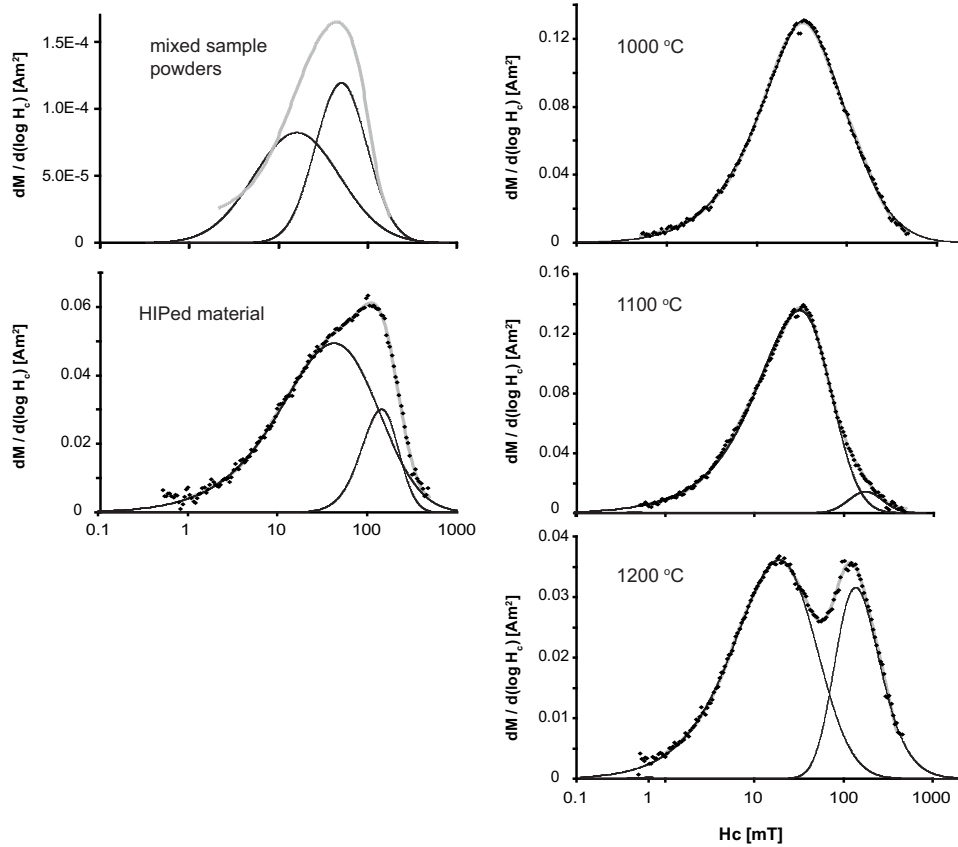 dM / d(log Hc) [Am²]
1.5E-4
1.0E-4
5.0E-5
0
mixed sample
powders
1 10 100 1000
dM / d(log Hc) [Am²]
0.06
0.04
0.02
0
HIPed material
0.1 1 10 100 1000
dM / d(log Hc) [Am²]
0.12
0.08
0.04
0
1000 °C
dM / d(log Hc) [Am²]
0.16
0.12
0.08
0.04
0
1100 °C
dM / d(log Hc) [Am²]
0.04
0.03
0.02
0.01
0
1200 °C
0.1 1 10 100 1000
Hc [mT]